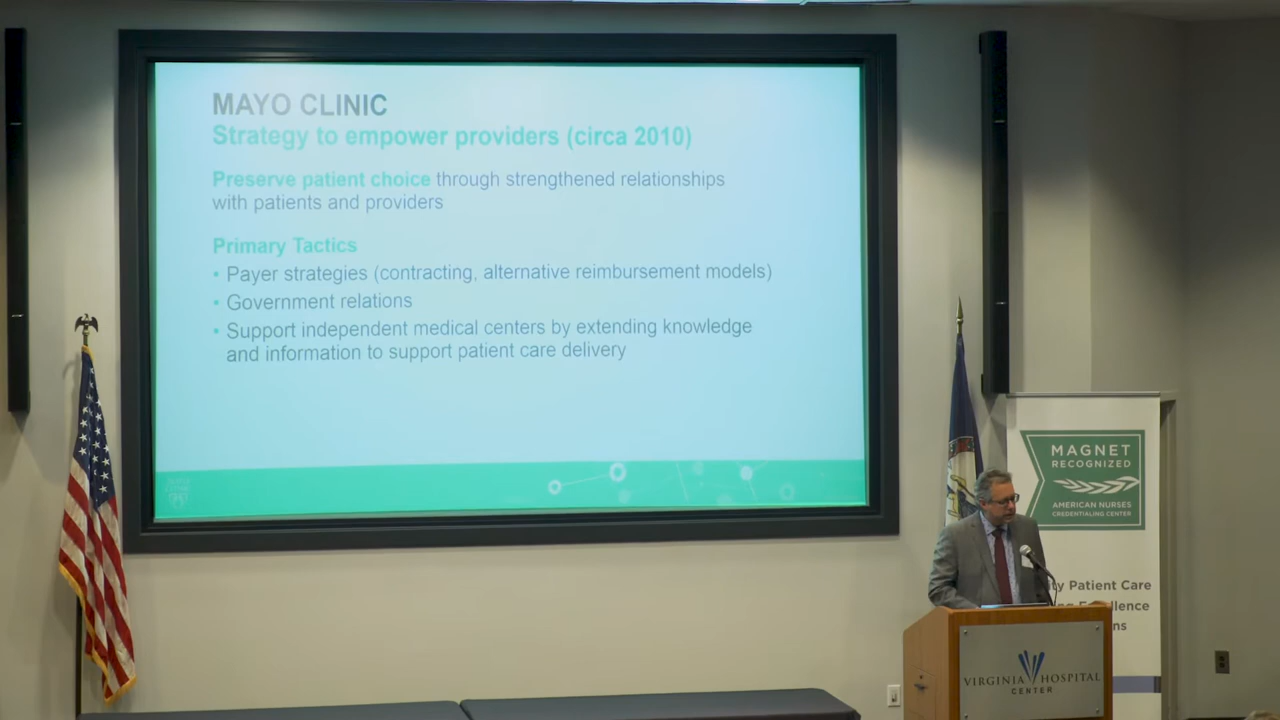 MAYO CLINIC
Strategy to empower providers (circa 2010)
Preserve patient choice through strengthened relationships
with patients and providers
Primary Tactics
• Payer strategies (contracting, alternative reimbursement models)
• Government relations
• Support independent medical centers by extending knowledge
and information to support patient care delivery
MAGNET
RECOGNIZED
AMERICAN NURSES
CREDENTIALING CENTER
Patient Care
VIRGINIA HOSPITAL
CENTER